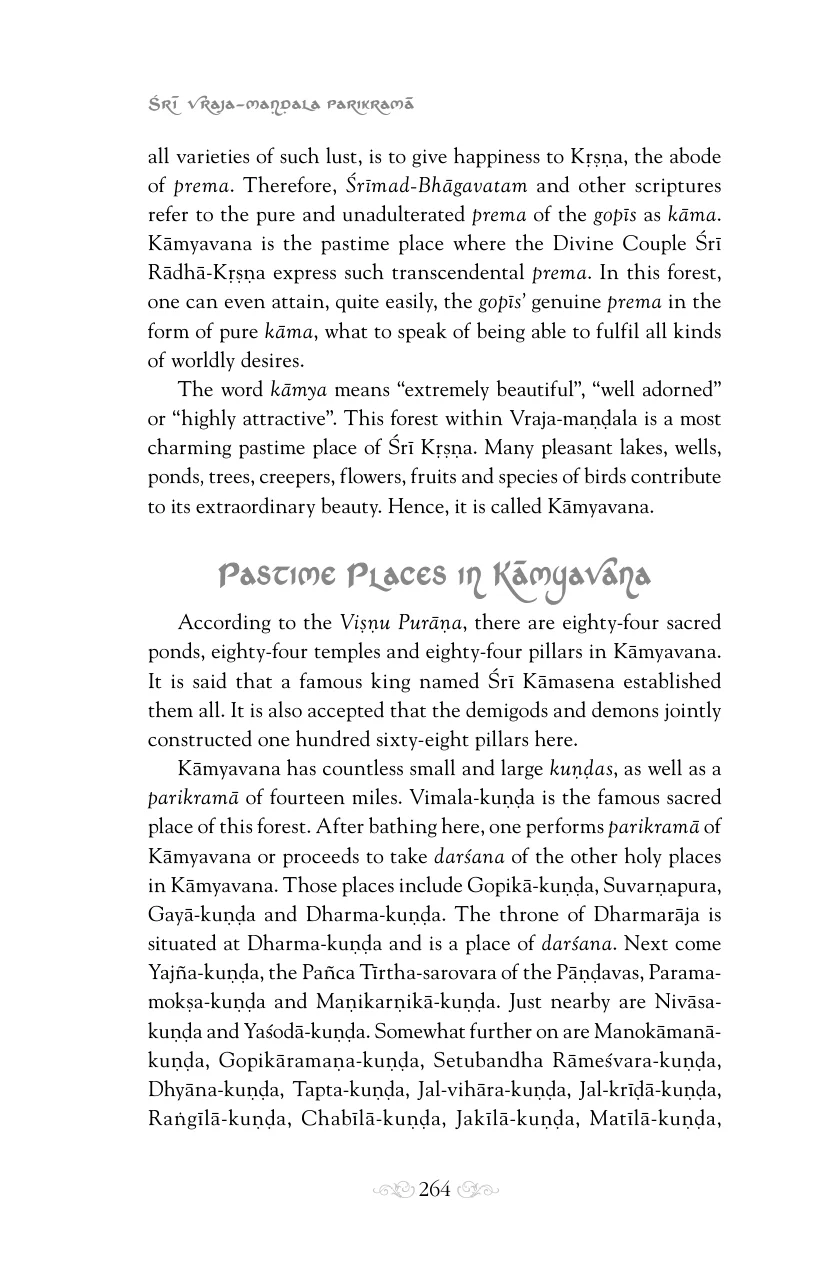 Śrī Vraja-maṇḍala Parikramā
all varieties of such lust, is to give happiness to Kṛṣṇa, the abode
of prema. Therefore, Śrīmad-Bhāgavatam and other scriptures
refer to the pure and unadulterated prema of the gopīs as kāma.
Kāmyavana is the pastime place where the Divine Couple Śrī
Rādhā-Kṛṣṇa express such transcendental prema. In this forest,
one can even attain, quite easily, the gopīs’ genuine prema in the
form of pure kāma, what to speak of being able to fulfil all kinds
of worldly desires.
The word kāmya means “extremely beautiful”, “well adorned”
or “highly attractive”. This forest within Vraja-maṇḍala is a most
charming pastime place of Śrī Kṛṣṇa. Many pleasant lakes, wells,
ponds, trees, creepers, flowers, fruits and species of birds contribute
to its extraordinary beauty. Hence, it is called Kāmyavana.
Pastime Places in Kāmyavana
According to the Viṣṇu Purāṇa, there are eighty-four sacred
ponds, eighty-four temples and eighty-four pillars in Kāmyavana.
It is said that a famous king named Śrī Kāmasena established
them all. It is also accepted that the demigods and demons jointly
constructed one hundred sixty-eight pillars here.
Kāmyavana has countless small and large kuṇḍas, as well as a
parikramā of fourteen miles. Vimala-kuṇḍa is the famous sacred
place of this forest. After bathing here, one performs parikramā of
Kāmyavana or proceeds to take darśana of the other holy places
in Kāmyavana. Those places include Gopikā-kuṇḍa, Suvarṇapura,
Gayā-kuṇḍa and Dharma-kuṇḍa. The throne of Dharmarāja is
situated at Dharma-kuṇḍa and is a place of darśana. Next come
Yajña-kuṇḍa, the Pañca Tīrtha-sarovara of the Pāṇḍavas, Parama-
mokṣa-kuṇḍa and Maṇikarṇikā-kuṇḍa. Just nearby are Nivāsa-
kuṇḍa and Yaśodā-kuṇḍa. Somewhat further on are Manokāmanā-
kuṇḍa, Gopikāramaṇa-kuṇḍa, Setubandha Rāmeśvara-kuṇḍa,
Dhyāna-kuṇḍa, Tapta-kuṇḍa, Jal-vihāra-kuṇḍa, Jal-krīḍā-kuṇḍa,
Raṅgīlā-kuṇḍa, Chabīlā-kuṇḍa, Jakīlā-kuṇḍa, Matīlā-kuṇḍa,
264